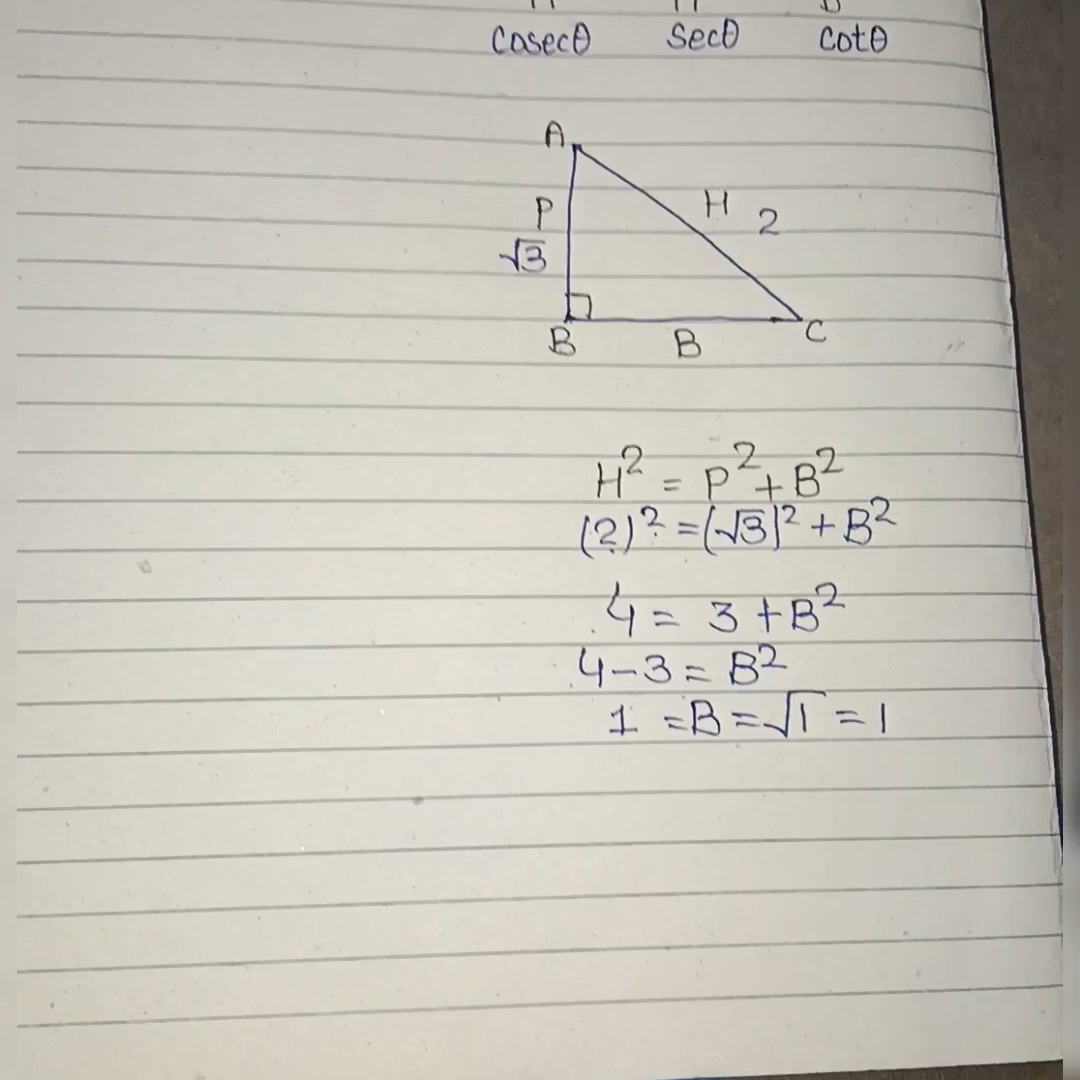 cosecθ secθ cotθ
A
P H 2
√3
B B C
H² = P² + B²
(2)² = (√3)² + B²
4 = 3 + B²
4 - 3 = B²
1 = B = √1 = 1